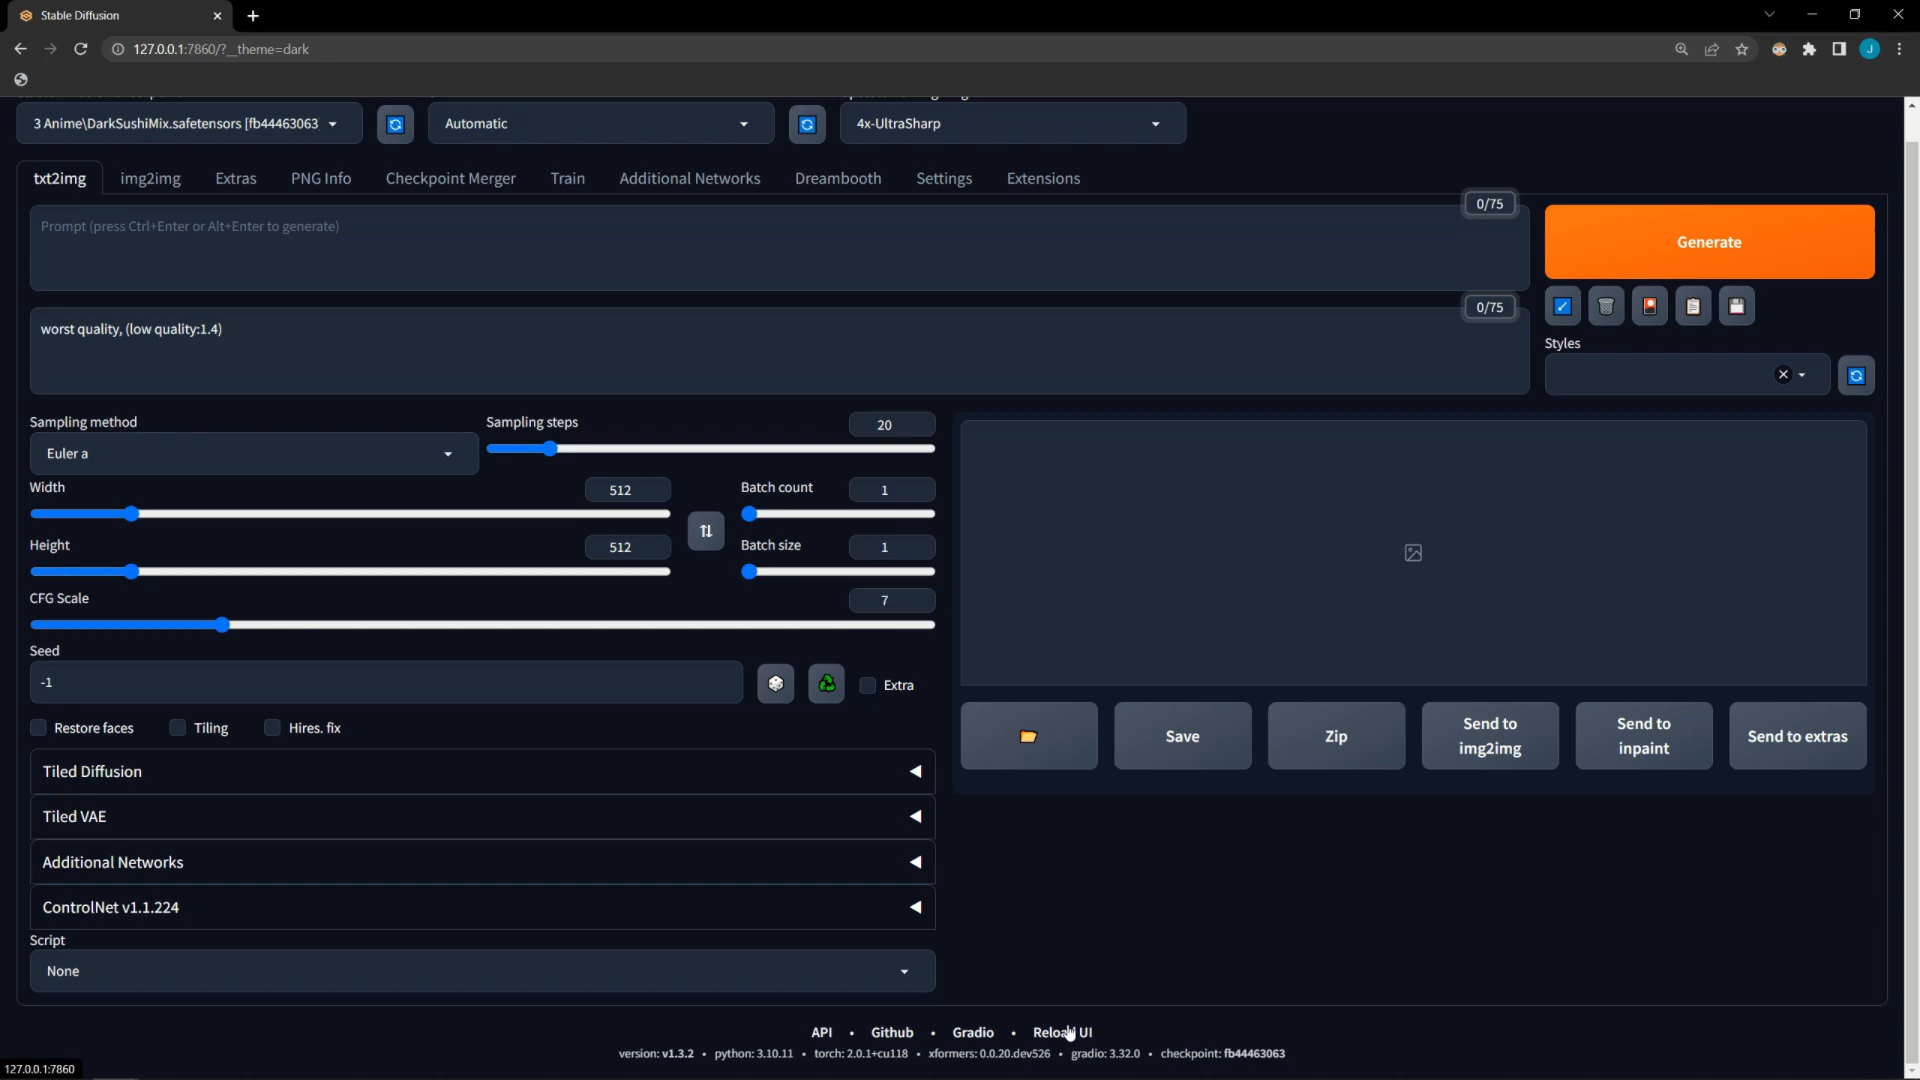 Stable Diffusion
127.0.0.1:7860/?__theme=dark
J
3 Anime\DarkSushiMix.safetensors [fb44463063
Automatic
4x-UltraSharp
txt2img
img2img
Extras
PNG Info
Checkpoint Merger
Train
Additional Networks
Dreambooth
Settings
Extensions
0/75
Prompt (press Ctrl+Enter or Alt+Enter to generate)
Generate
0/75
worst quality, (low quality:1.4)
Styles
Sampling method
Euler a
Sampling steps
20
Width
512
Batch count
1
Height
512
Batch size
1
CFG Scale
7
Seed
-1
Extra
Restore faces
Tiling
Hires. fix
Save
Zip
Send to
img2img
Send to
inpaint
Send to extras
Tiled Diffusion
Tiled VAE
Additional Networks
ControlNet v1.1.224
Script
None
API • Github • Gradio • Reload UI
version: v1.3.2 • python: 3.10.11 • torch: 2.0.1+cu118 • xformers: 0.0.20.dev526 • gradio: 3.32.0 • checkpoint: fb44463063
127.0.0.1:7860